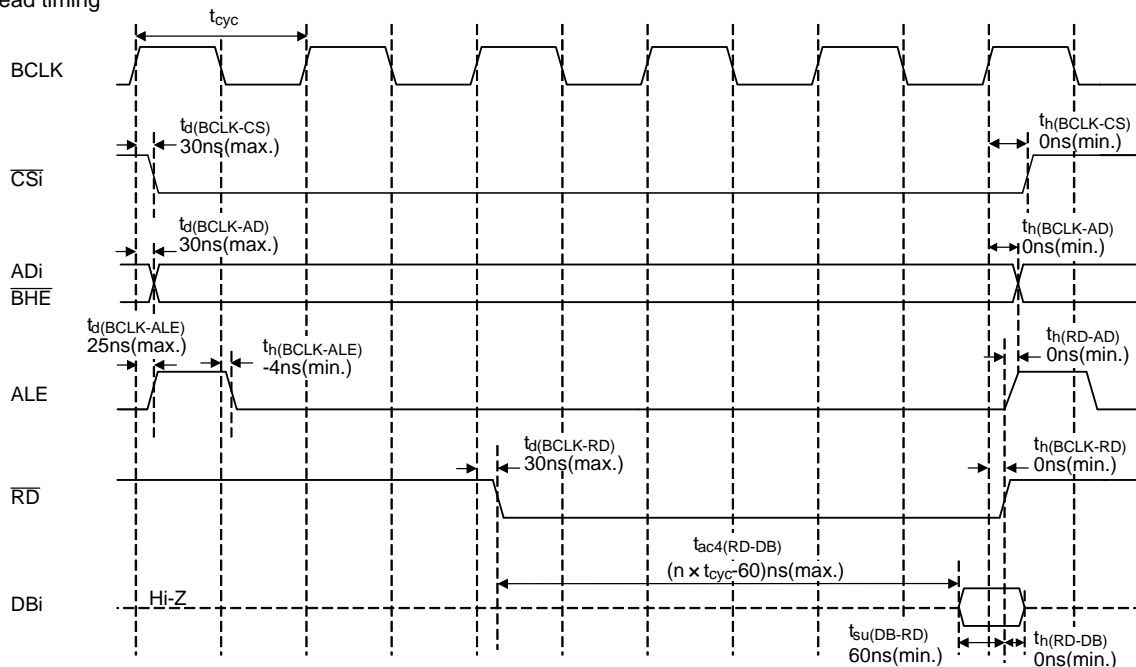 ead timing
tcyc
BCLK
td(BCLK-CS)
30ns(max.)
th(BCLK-CS)
0ns(min.)
CSi
td(BCLK-AD)
30ns(max.)
th(BCLK-AD)
0ns(min.)
ADi
BHE
td(BCLK-ALE)
25ns(max.)
th(BCLK-ALE)
-4ns(min.)
th(RD-AD)
0ns(min.)
ALE
td(BCLK-RD)
30ns(max.)
th(BCLK-RD)
0ns(min.)
RD
tac4(RD-DB)
(n × tcyc-60)ns(max.)
Hi-Z
DBi
tsu(DB-RD)
60ns(min.)
th(RD-DB)
0ns(min.)